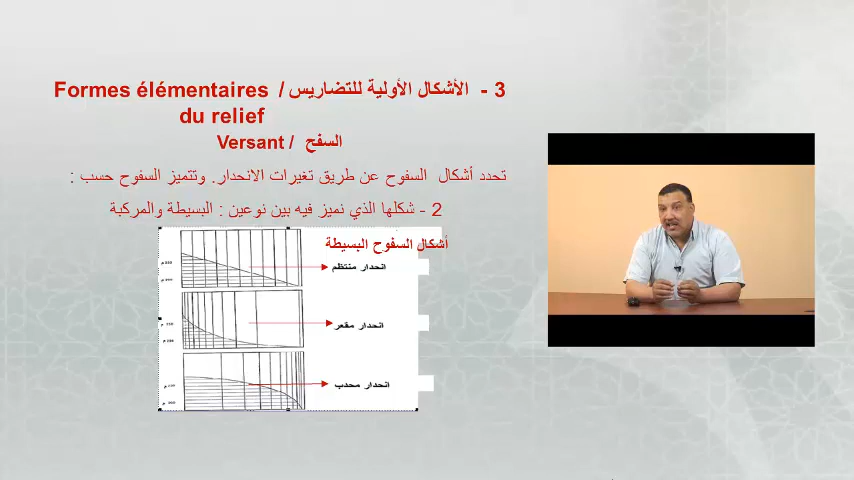 3 - الأشكال الأولية للتضاريس / Formes élémentaires
du relief
السفح / Versant
تحدد أشكال السفوح عن طريق تغيرات الانحدار. وتتميز السفوح حسب :
2 - شكلها الذي نميز فيه بين نوعين : البسيطة والمركبة
أشكال السفوح البسيطة
انحدار منتظم
انحدار مقعر
انحدار محدب